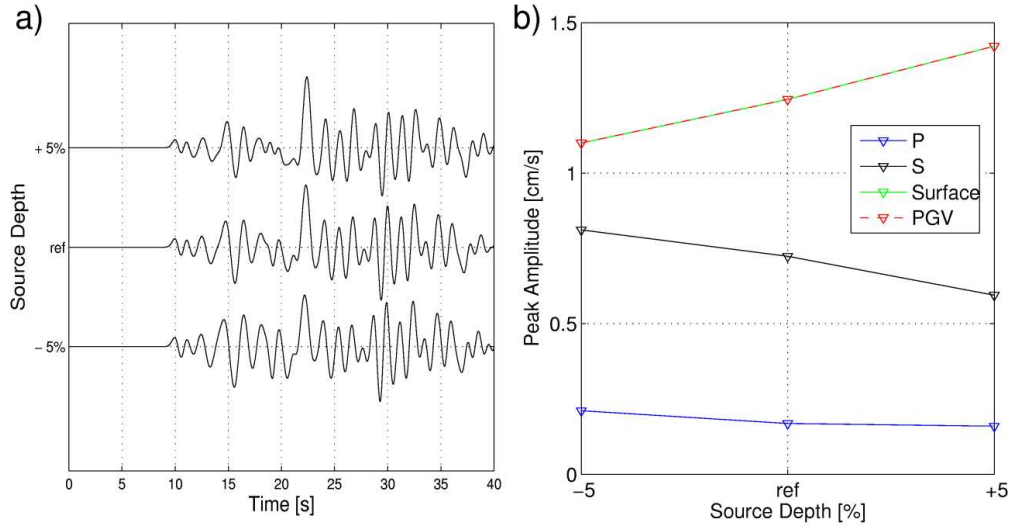 a)
Source Depth
+ 5%
ref
− 5%
0 5 10 15 20 25 30 35 40
Time [s]
b)
Peak Amplitude [cm/s]
1.5
1
0.5
0
P
S
Surface
PGV
−5 ref +5
Source Depth [%]